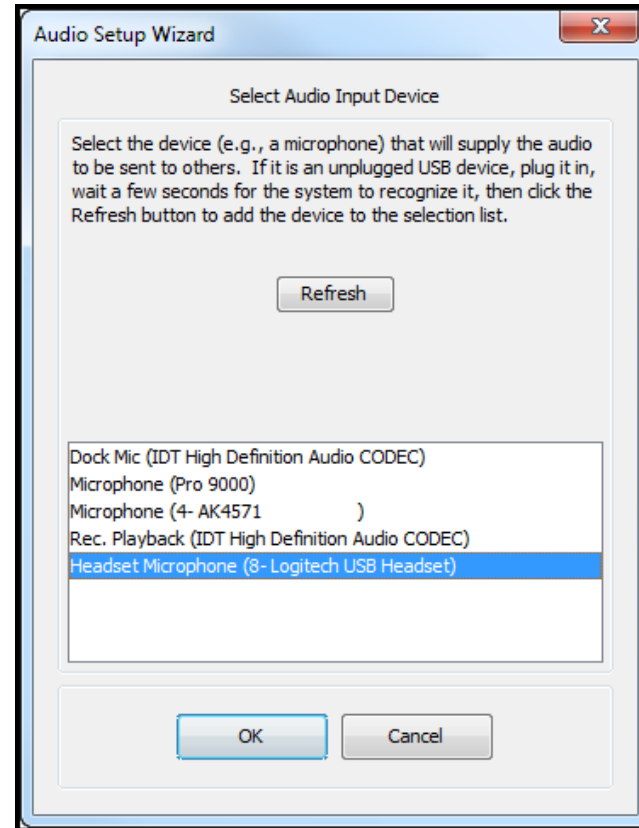 Audio Setup Wizard
Select Audio Input Device
Select the device (e.g., a microphone) that will supply the audio
to be sent to others.  If it is an unplugged USB device, plug it in,
wait a few seconds for the system to recognize it, then click the
Refresh button to add the device to the selection list.
Refresh
Dock Mic (IDT High Definition Audio CODEC)
Microphone (Pro 9000)
Microphone (4- AK4571              )
Rec. Playback (IDT High Definition Audio CODEC)
Headset Microphone (8- Logitech USB Headset)
OK Cancel